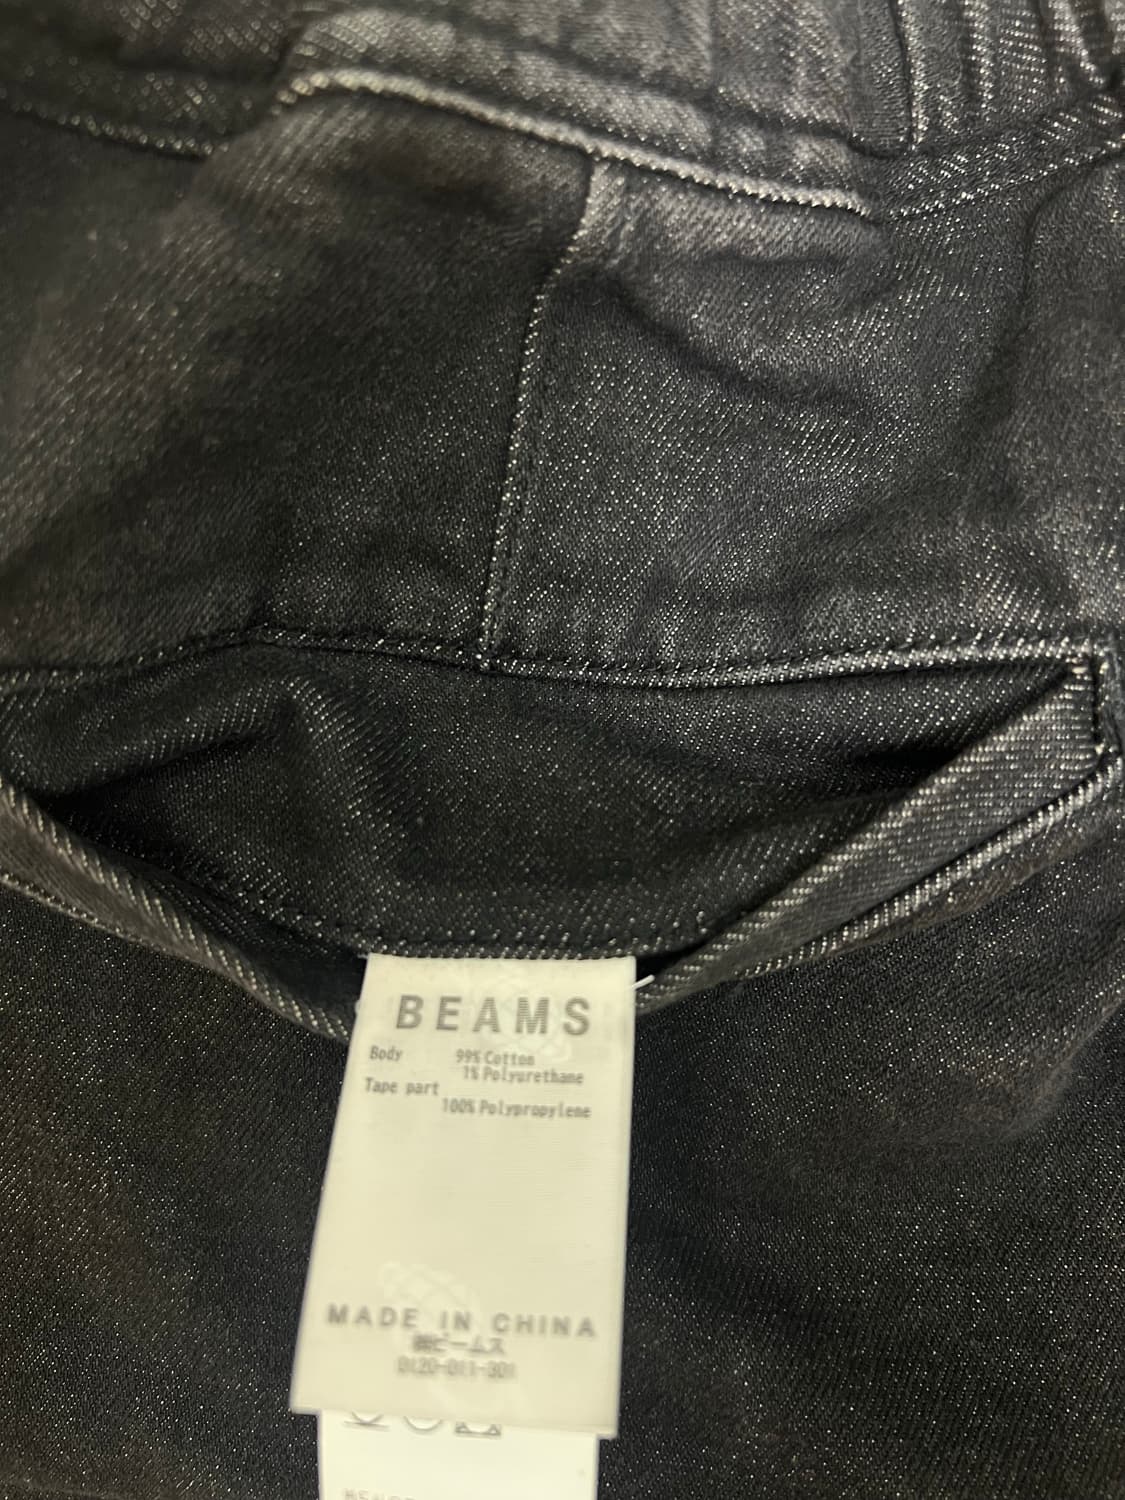 BEAMS
Body 99% Cotton
1% Polyurethane
Tape part
100% Polypropylene
MADE IN CHINA
㈱ビームス
0120-011-301